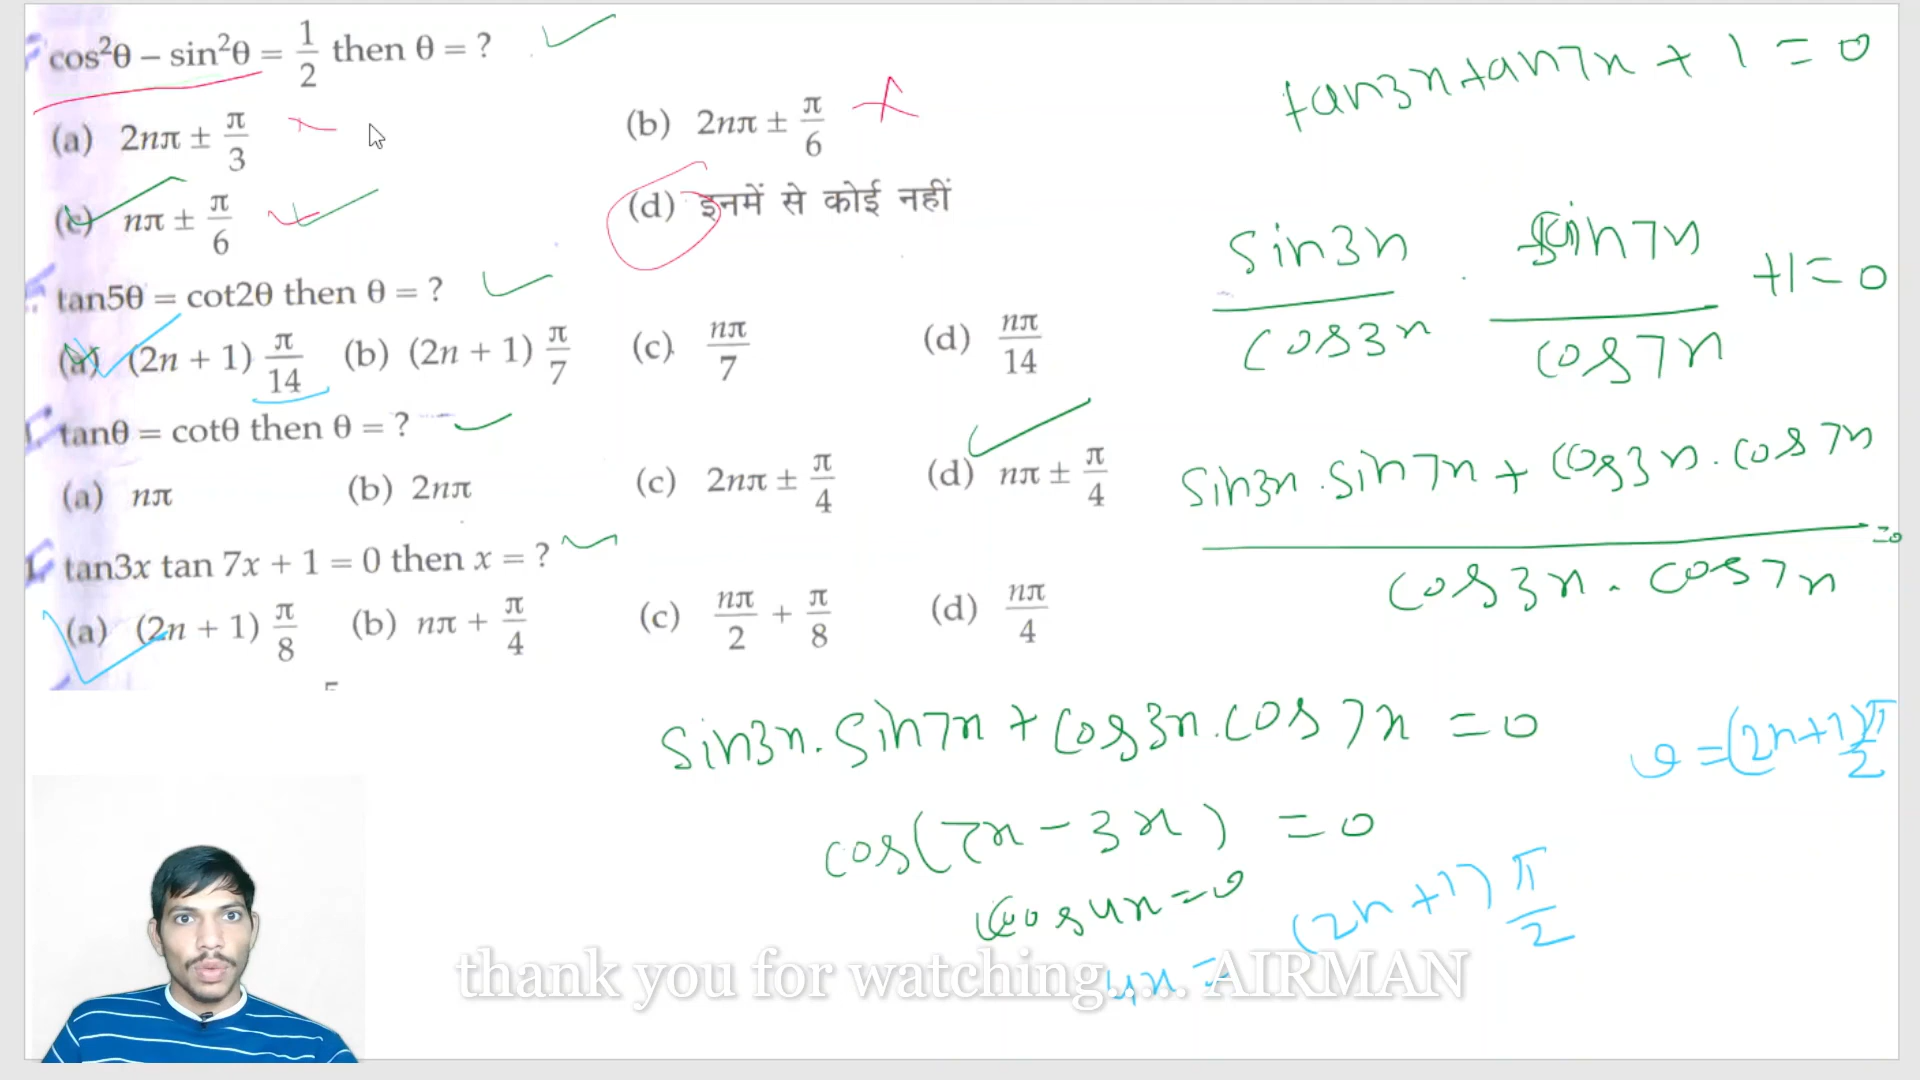 cos²θ – sin²θ = 1/2 then θ = ?
(a) 2nπ ± π/3 (b) 2nπ ± π/6
(c) nπ ± π/6 (d) इनमें से कोई नहीं
tan5θ = cot2θ then θ = ?
(a) (2n + 1) π/14 (b) (2n + 1) π/7 (c) nπ/7 (d) nπ/14
tanθ = cotθ then θ = ?
(a) nπ (b) 2nπ (c) 2nπ ± π/4 (d) nπ ± π/4
tan3x tan 7x + 1 = 0 then x = ?
(a) (2n + 1) π/8 (b) nπ + π/4 (c) nπ/2 + π/8 (d) nπ/4
tan3x tan7x + 1 = 0
sin3x/cos3x . sin7x/cos7x + 1 = 0
sin3x . sin7x + cos3x . cos7x / cos3x . cos7x = 0
sin3x . sin7x + cos3x . cos7x = 0
θ = (2n+1)π/2
cos(7x – 3x) = 0
cos4x = 0
4x = (2n+1) π/2
thank you for watching..... AIRMAN